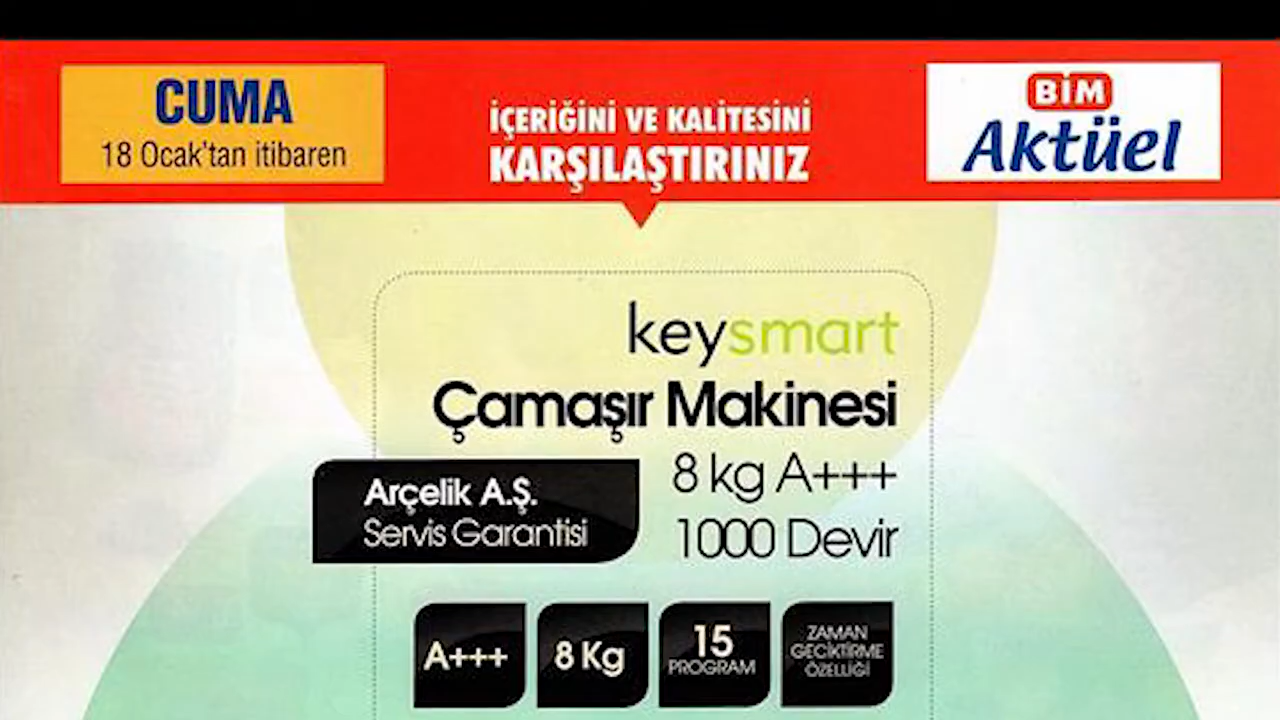 CUMA
18 Ocak'tan itibaren
İÇERİĞİNİ VE KALİTESİNİ
KARŞILAŞTIRINIZ
BİM
Aktüel
keysmart
Çamaşır Makinesi
8 kg A+++
1000 Devir
Arçelik A.Ş.
Servis Garantisi
A+++
8 Kg
15
PROGRAM
ZAMAN
GECİKTİRME
ÖZELLİĞİ